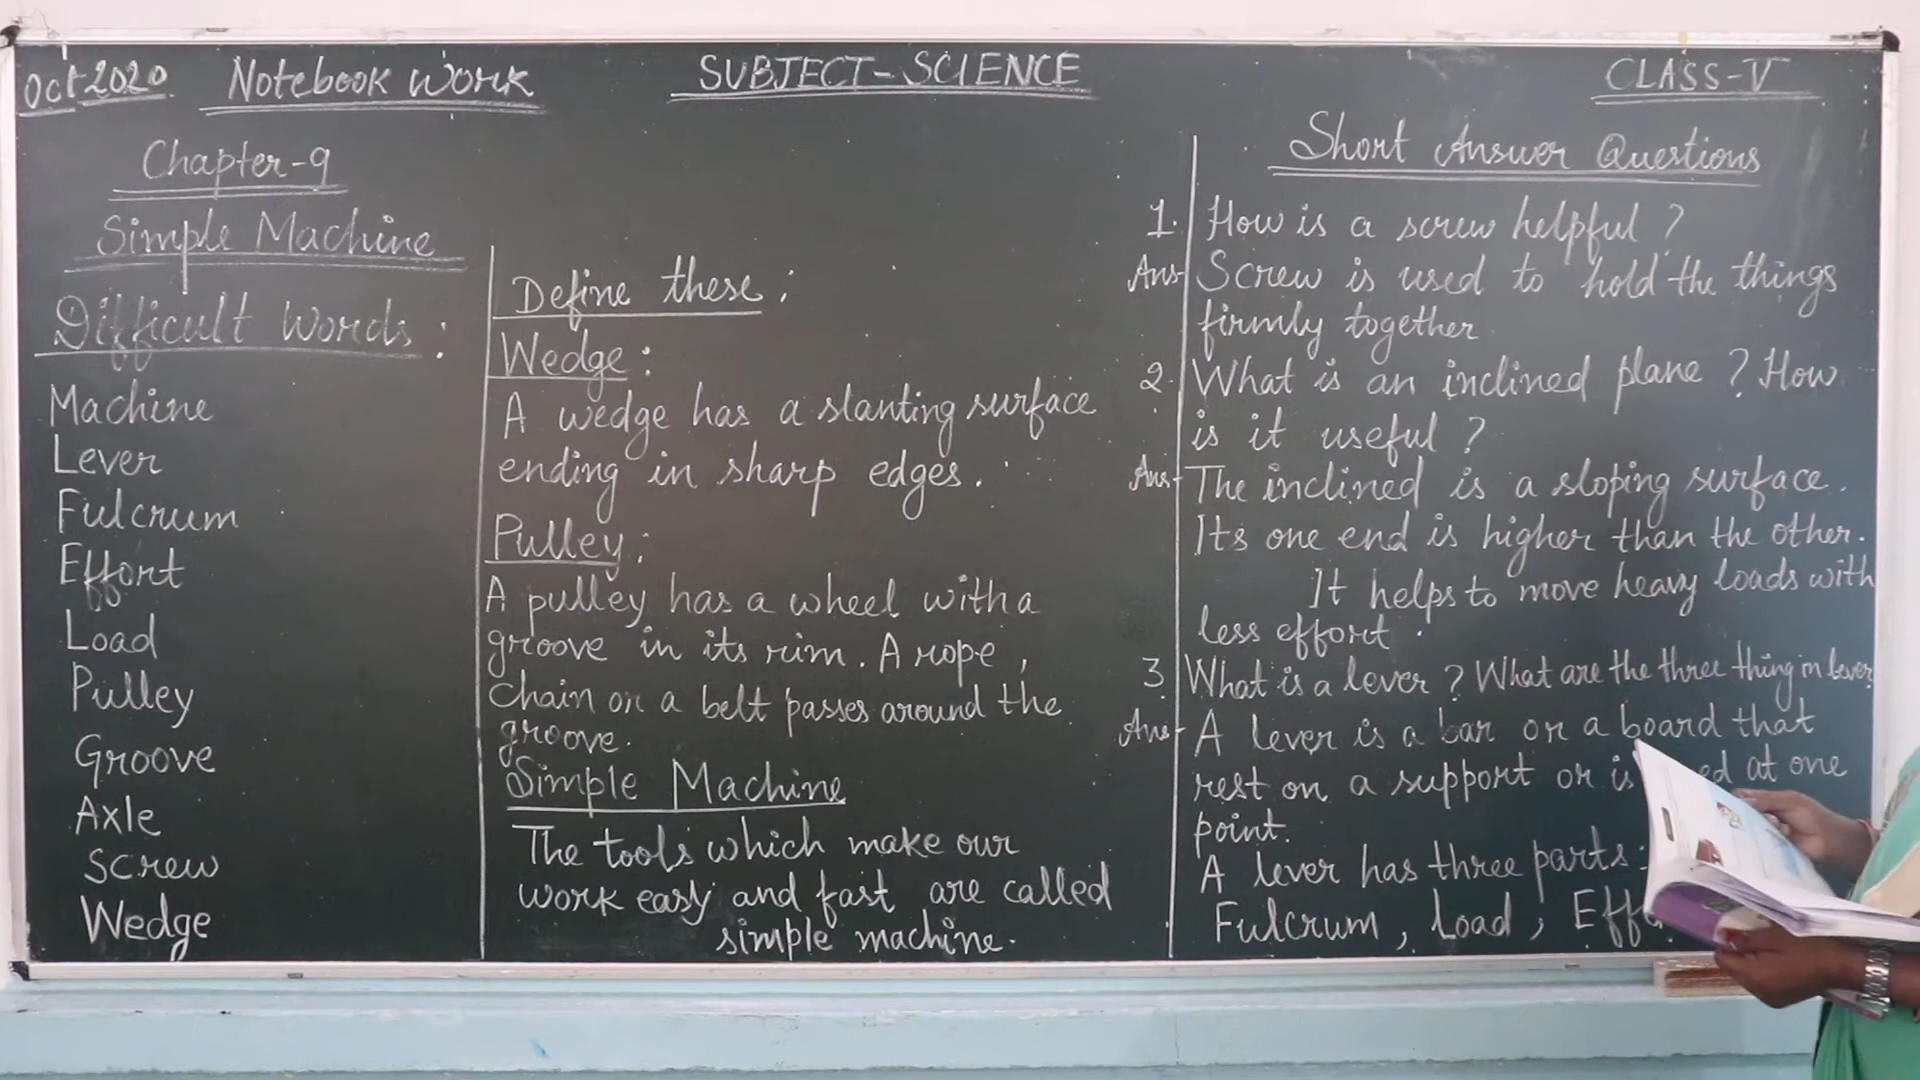 Oct 2020 Notebook Work SUBJECT-SCIENCE CLASS-V
Chapter-9
Simple Machine
Difficult Words:
Machine
Lever
Fulcrum
Effort
Load
Pulley
Groove
Axle
Screw
Wedge
Define these:
Wedge:
A wedge has a slanting surface
ending in sharp edges.
Pulley:
A pulley has a wheel with a
groove in its rim. A rope,
chain or a belt passes around the
groove.
Simple Machine
The tools which make our
work easy and fast are called
simple machine.
Short Answer Questions
1. How is a screw helpful?
Ans- Screw is used to hold the things
firmly together
2. What is an inclined plane? How
is it useful?
Ans- The inclined is a sloping surface.
Its one end is higher than the other.
It helps to move heavy loads with
less effort.
3. What is a lever? What are the three thing in lever
Ans- A lever is a bar or a board that
rest on a support or is at one
point.
A lever has three parts:
Fulcrum, Load,